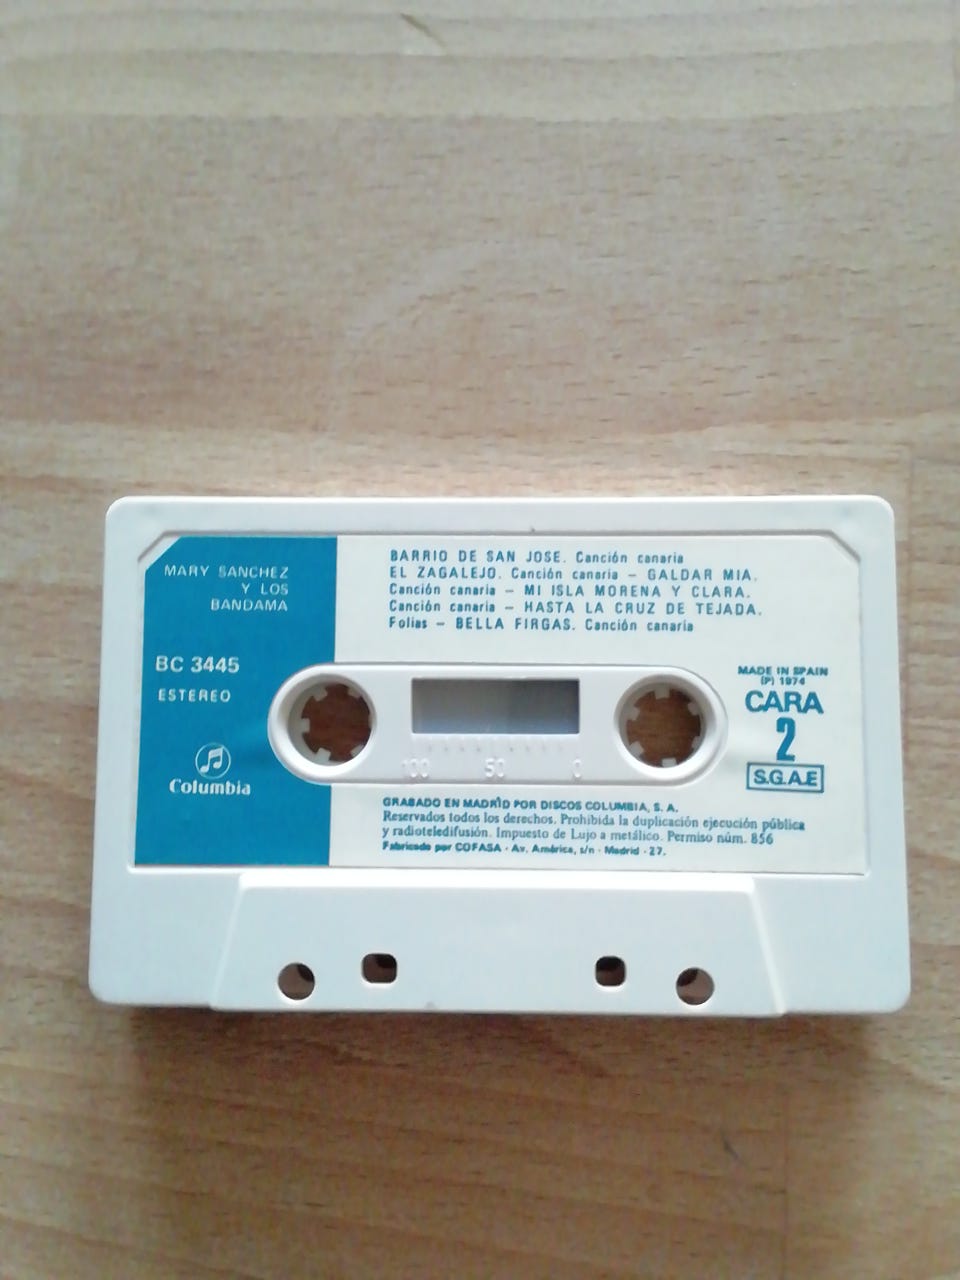 MARY SANCHEZ
Y LOS
BANDAMA
BC 3445
ESTEREO
Columbia
BARRIO DE SAN JOSE. Canción canaria
EL ZAGALEJO. Canción canaria — GALDAR MIA.
Canción canaria — MI ISLA MORENA Y CLARA.
Canción canaria — HASTA LA CRUZ DE TEJADA.
Folias — BELLA FIRGAS. Canción canaria
MADE IN SPAIN
(P) 1974
CARA
2
S.G.A.E
100 50 0
GRABADO EN MADRID POR DISCOS COLUMBIA, S. A.
Reservados todos los derechos. Prohibida la duplicación ejecución pública
y radioteledifusión. Impuesto de Lujo a metálico. Permiso núm. 856
Fabricado por COFASA - Av. América, s/n - Madrid - 27.